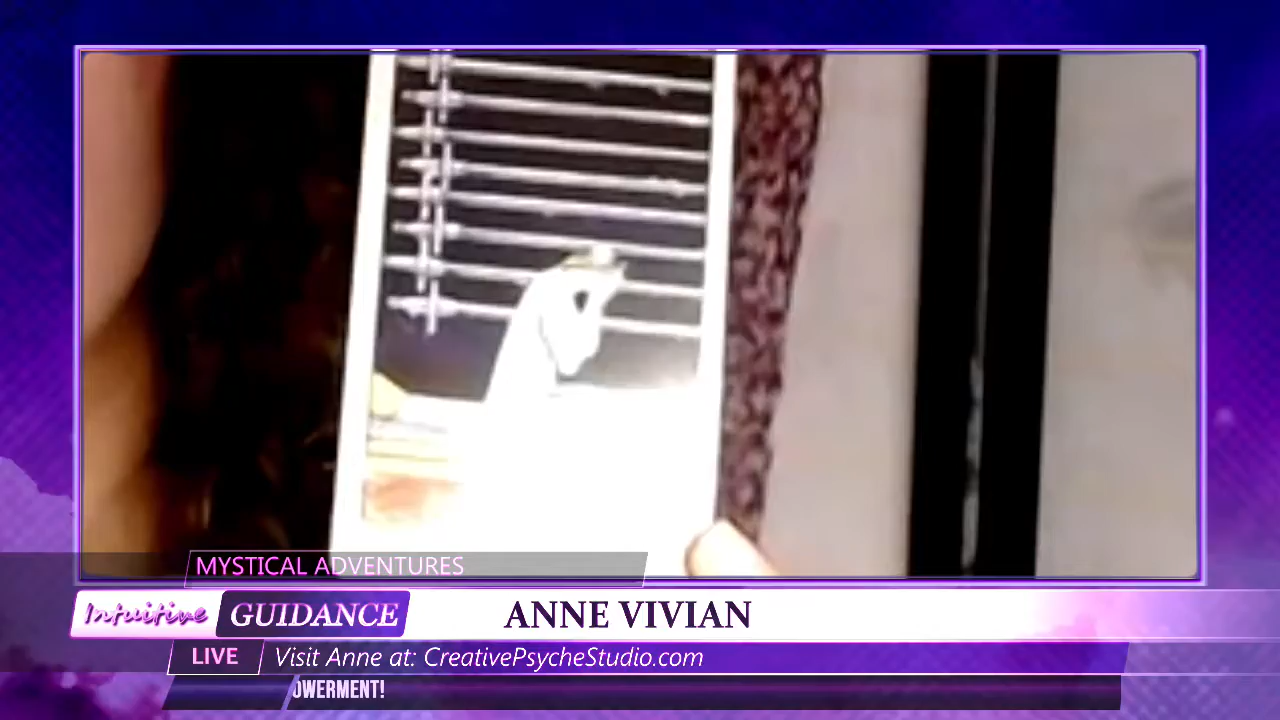 MYSTICAL ADVENTURES
Intuitive GUIDANCE
ANNE VIVIAN
LIVE
Visit Anne at: CreativePsycheStudio.com
OWERMENT!